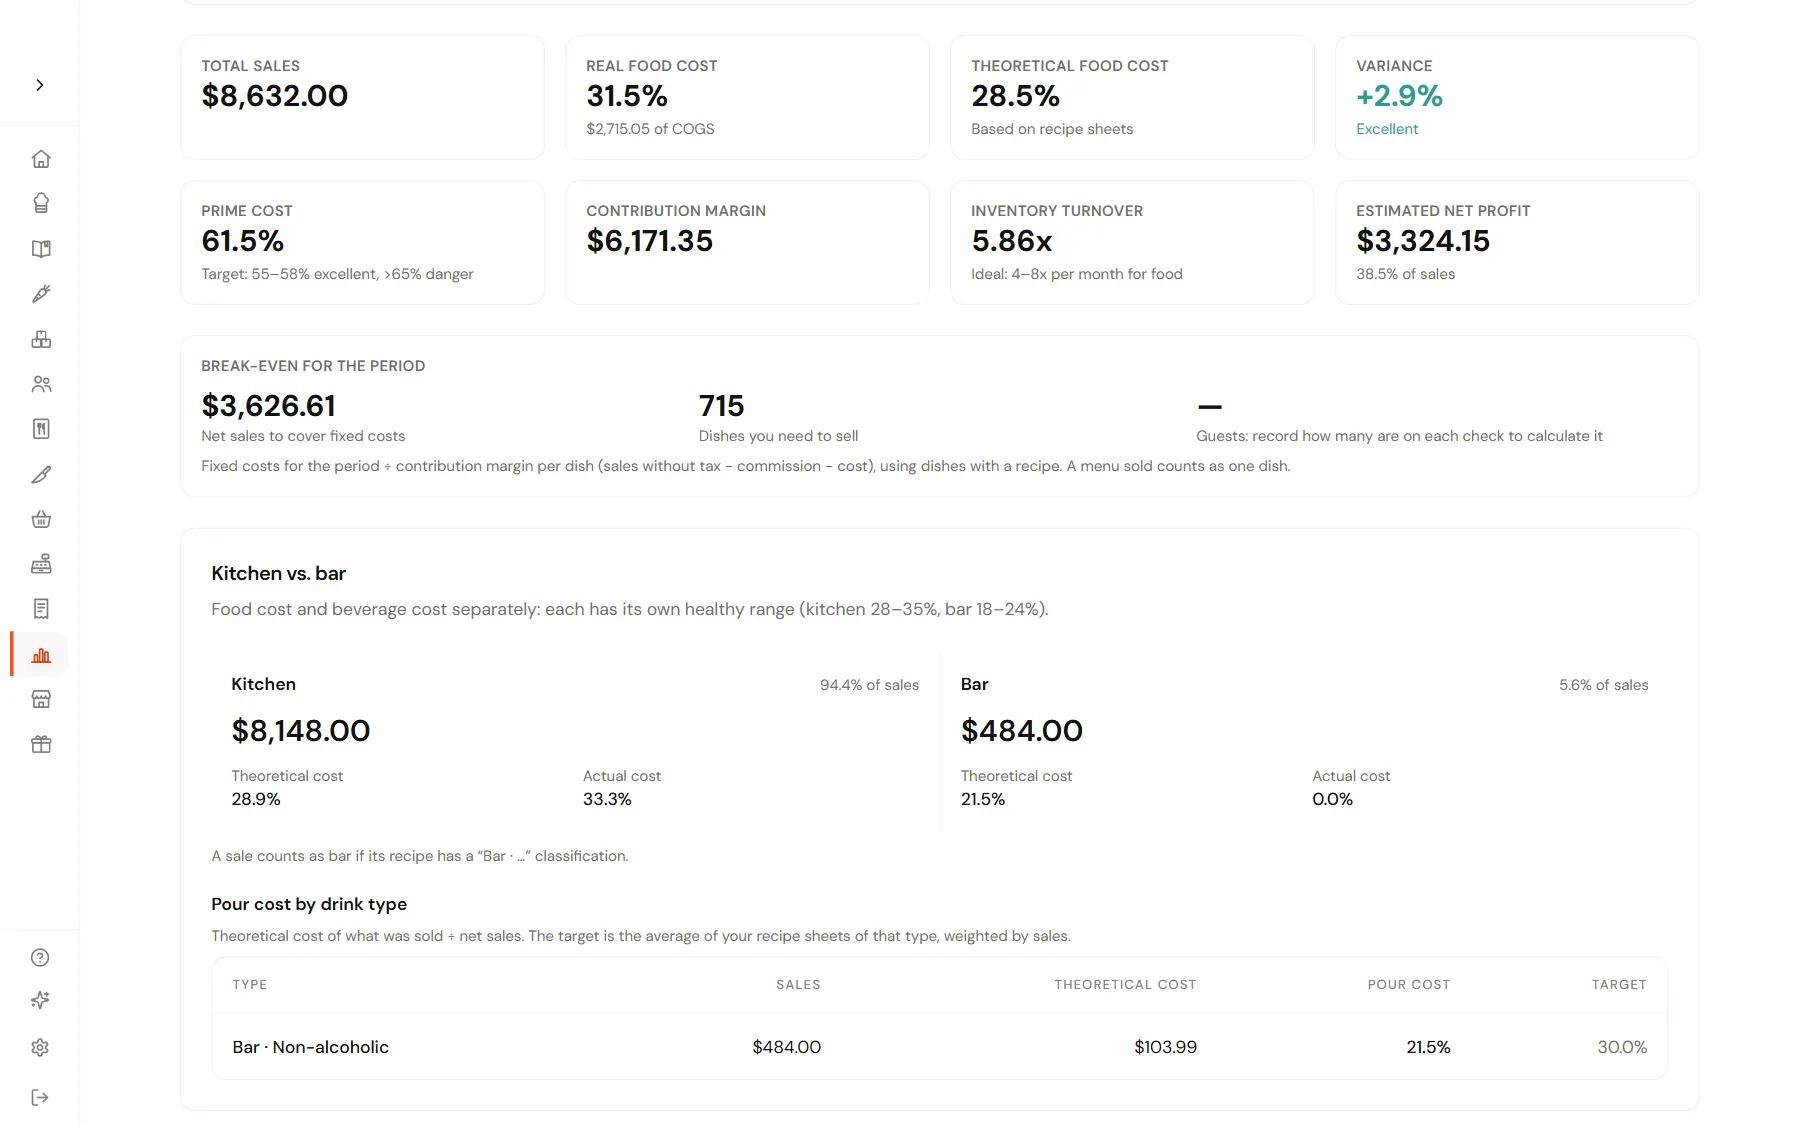 TOTAL SALES
$8,632.00
REAL FOOD COST
31.5%
$2,715.05 of COGS
THEORETICAL FOOD COST
28.5%
Based on recipe sheets
VARIANCE
+2.9%
Excellent
PRIME COST
61.5%
Target: 55–58% excellent, >65% danger
CONTRIBUTION MARGIN
$6,171.35
INVENTORY TURNOVER
5.86x
Ideal: 4–8x per month for food
ESTIMATED NET PROFIT
$3,324.15
38.5% of sales
BREAK-EVEN FOR THE PERIOD
$3,626.61
Net sales to cover fixed costs
715
Dishes you need to sell
—
Guests: record how many are on each check to calculate it
Fixed costs for the period ÷ contribution margin per dish (sales without tax - commission - cost), using dishes with a recipe. A menu sold counts as one dish.
Kitchen vs. bar
Food cost and beverage cost separately: each has its own healthy range (kitchen 28–35%, bar 18–24%).
Kitchen
94.4% of sales
$8,148.00
Theoretical cost
28.9%
Actual cost
33.3%
Bar
5.6% of sales
$484.00
Theoretical cost
21.5%
Actual cost
0.0%
A sale counts as bar if its recipe has a “Bar · …” classification.
Pour cost by drink type
Theoretical cost of what was sold ÷ net sales. The target is the average of your recipe sheets of that type, weighted by sales.
TYPE SALES THEORETICAL COST POUR COST TARGET
Bar · Non-alcoholic $484.00 $103.99 21.5% 30.0%